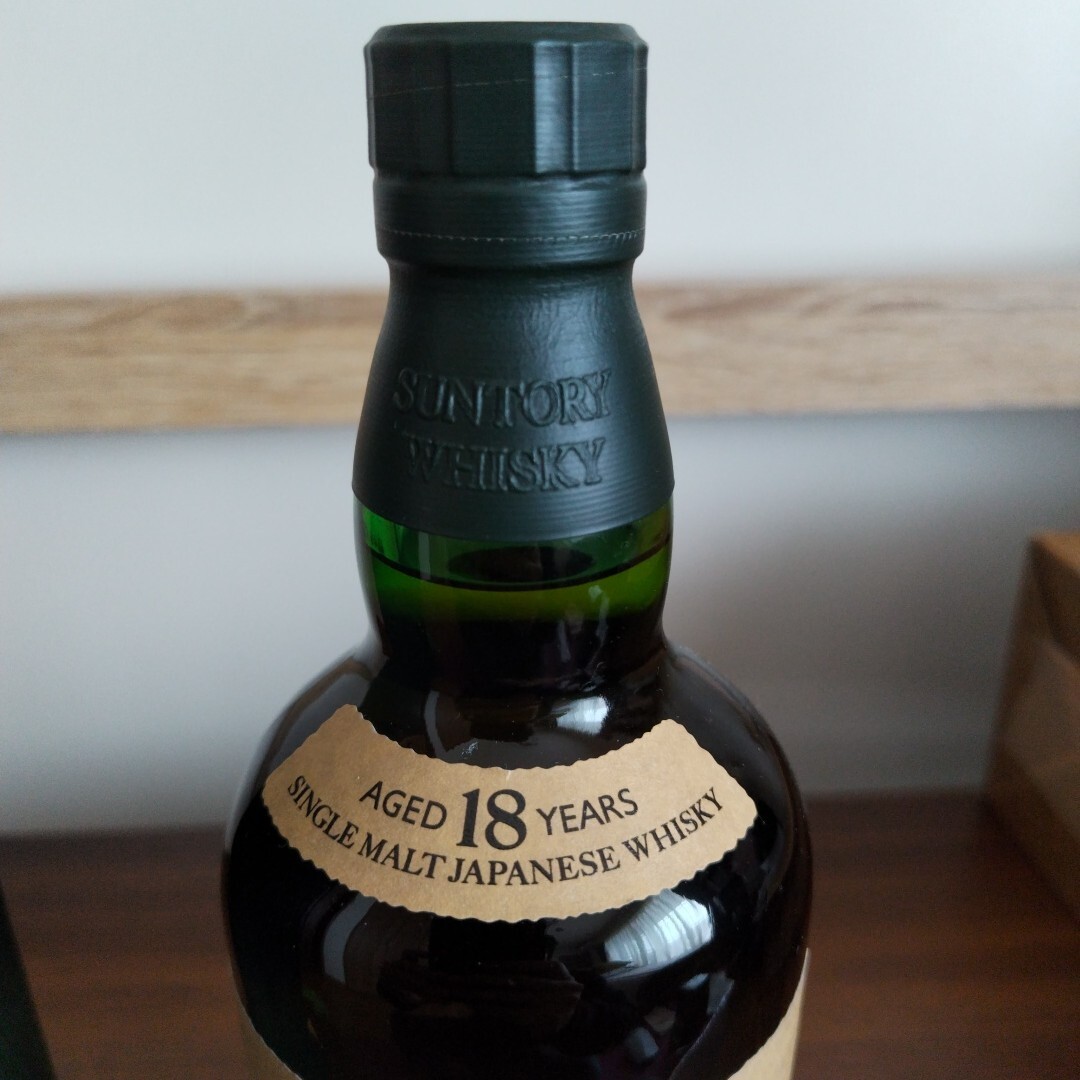 SUNTORY
WHISKY
AGED 18 YEARS
SINGLE MALT JAPANESE WHISKY